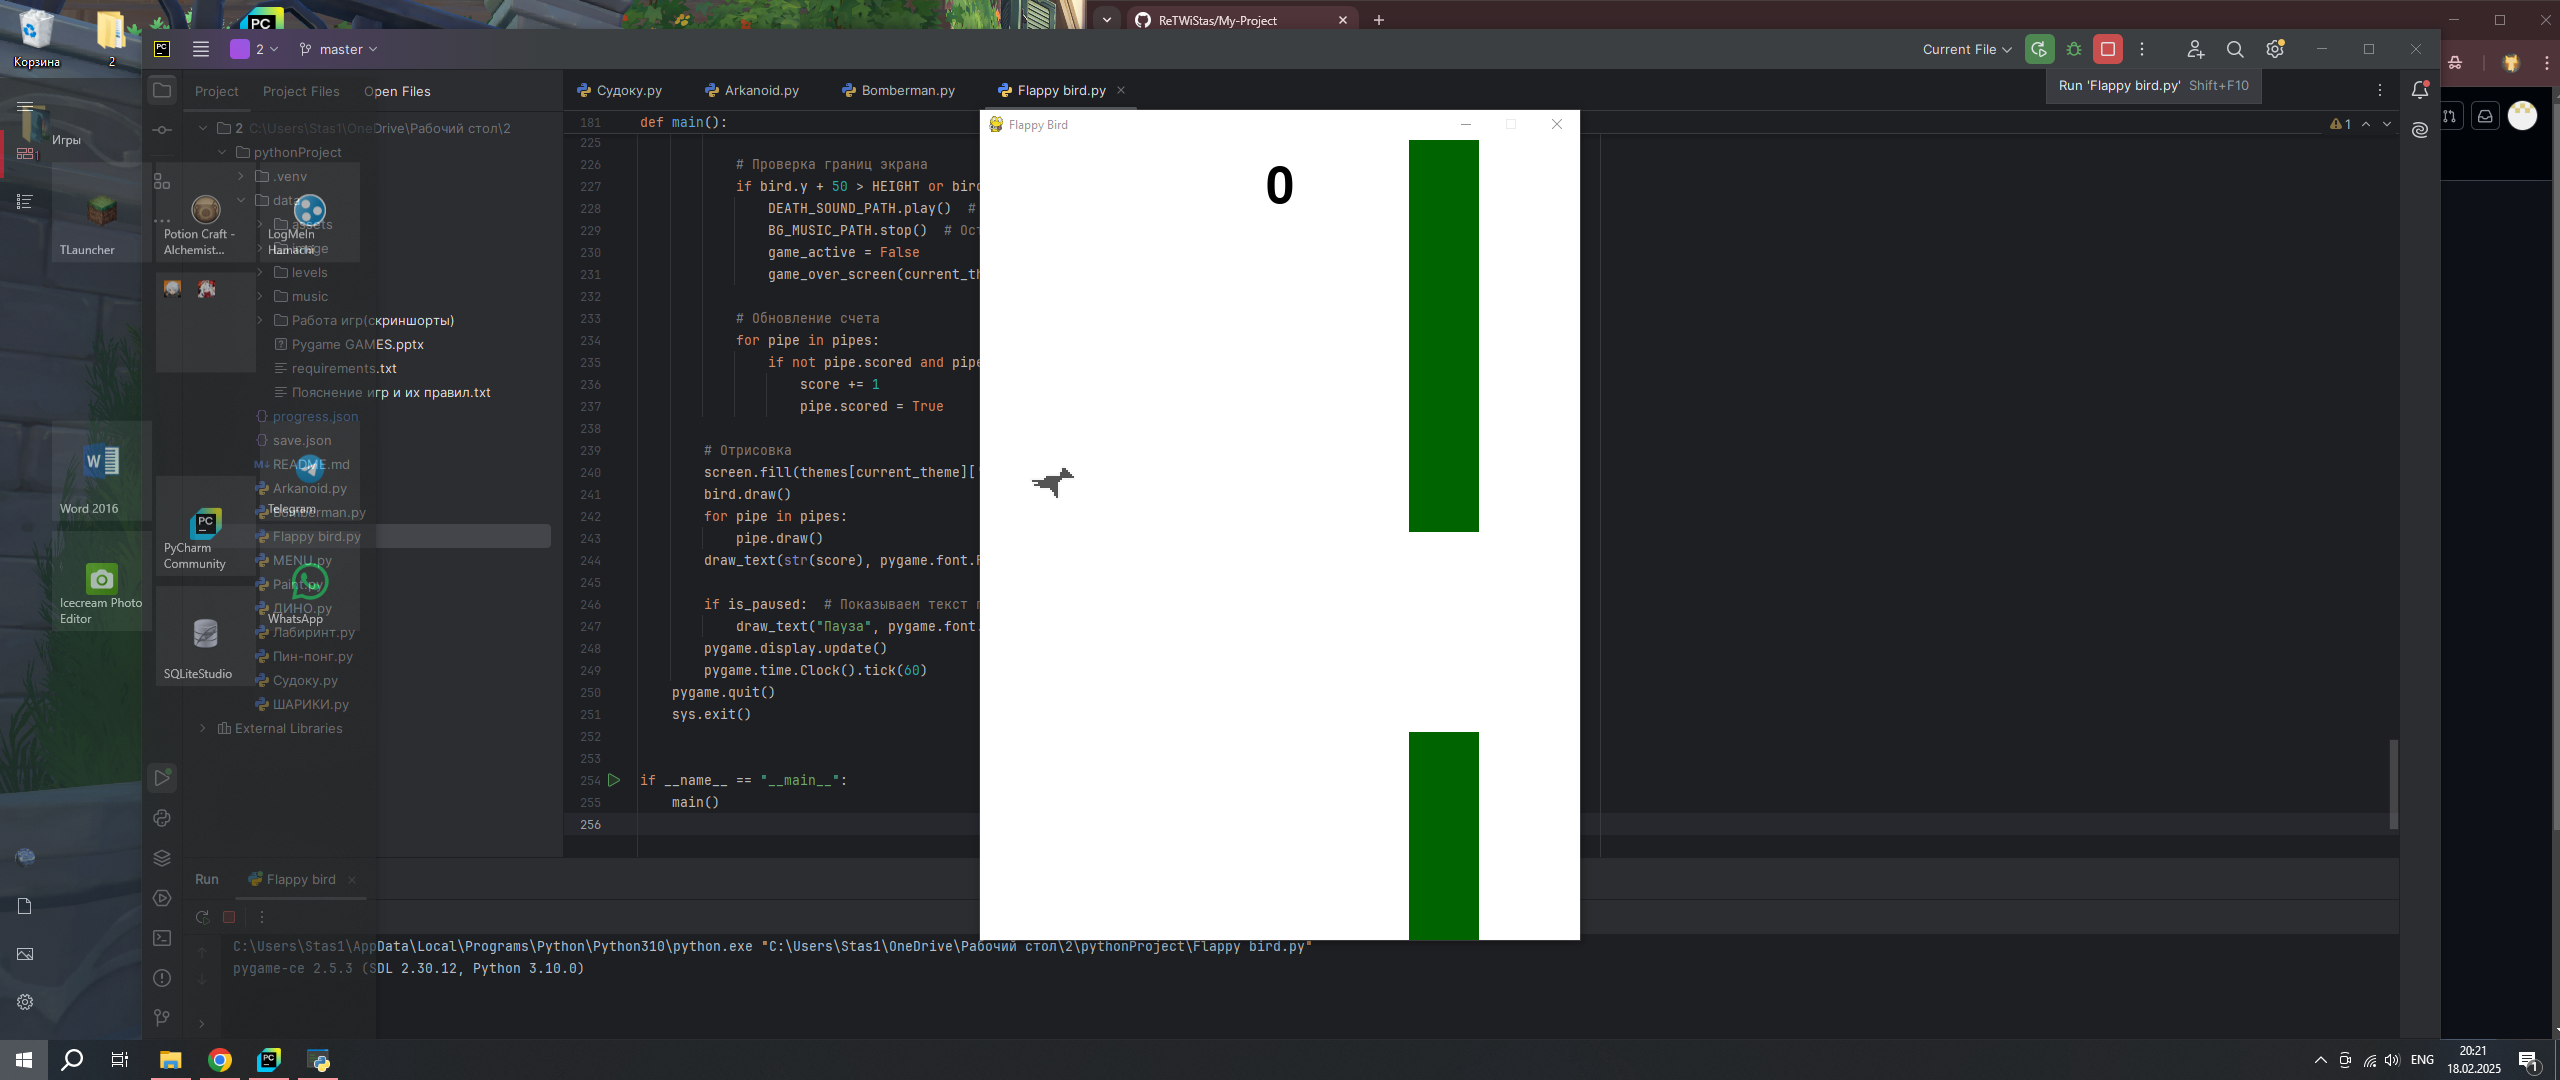 Корзина
2
Игры
TLauncher
Potion Craft -
Alchemist...
LogMeIn
Hamachi
Word 2016
Telegram
PyCharm
Community
Icecream Photo
Editor
WhatsApp
SQLiteStudio
ReTWiStas/My-Project
2
master
Current File
Run 'Flappy bird.py' Shift+F10
Project
Project Files
Open Files
Судоку.py
Arkanoid.py
Bomberman.py
Flappy bird.py
2 C:\Users\Stas1\OneDrive\Рабочий стол\2
pythonProject
.venv
data
assets
levels
music
Работа игр(скриншорты)
Pygame GAMES.pptx
requirements.txt
Пояснение игр и их правил.txt
progress.json
save.json
README.md
Arkanoid.py
Bomberman.py
Flappy bird.py
MENU.py
Paint.py
ДИНО.py
Лабиринт.py
Пин-понг.py
Судоку.py
ШАРИКИ.py
External Libraries
181 def main():
1
225
226 # Проверка границ экрана
227 if bird.y + 50 > HEIGHT or bird
228 DEATH_SOUND_PATH.play() #
229 BG_MUSIC_PATH.stop() # Ост
230 game_active = False
231 game_over_screen(current_th
232
233 # Обновление счета
234 for pipe in pipes:
235 if not pipe.scored and pipe
236 score += 1
237 pipe.scored = True
238
239 # Отрисовка
240 screen.fill(themes[current_theme]['
241 bird.draw()
242 for pipe in pipes:
243 pipe.draw()
244 draw_text(str(score), pygame.font.F
245
246 if is_paused: # Показываем текст п
247 draw_text("Пауза", pygame.font.
248 pygame.display.update()
249 pygame.time.Clock().tick(60)
250 pygame.quit()
251 sys.exit()
252
253
254 if __name__ == "__main__":
255 main()
256
Flappy Bird
0
Run
Flappy bird
C:\Users\Stas1\AppData\Local\Programs\Python\Python310\python.exe "C:\Users\Stas1\OneDrive\Рабочий стол\2\pythonProject\Flappy bird.py"
pygame-ce 2.5.3 (SDL 2.30.12, Python 3.10.0)
ENG
20:21
18.02.2025
1